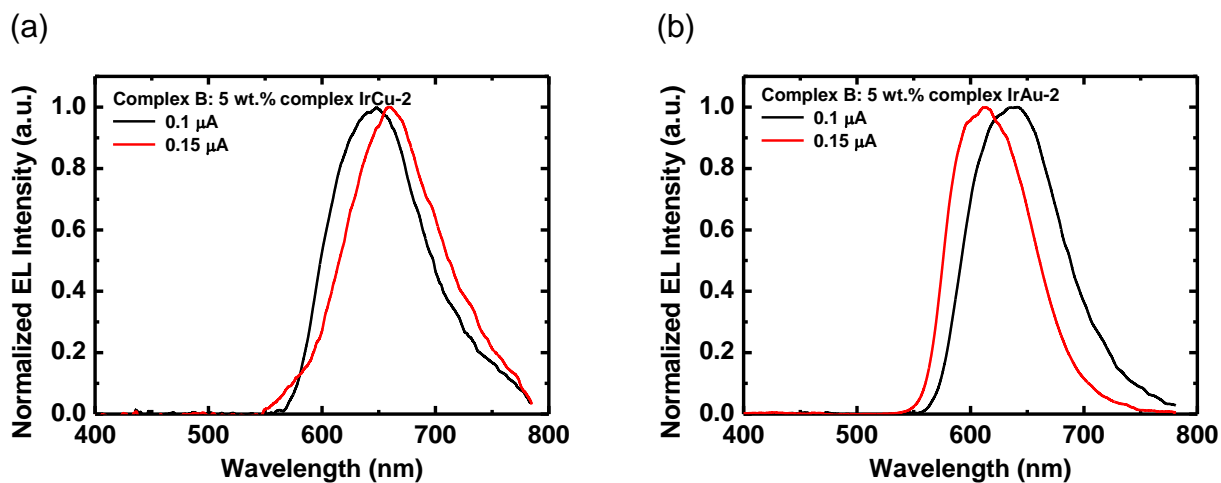 (a)
Complex B: 5 wt.% complex IrCu-2
0.1 μA
0.15 μA
Normalized EL Intensity (a.u.)
1.0
0.8
0.6
0.4
0.2
0.0
400 500 600 700 800
Wavelength (nm)
(b)
Complex B: 5 wt.% complex IrAu-2
0.1 μA
0.15 μA
Normalized EL Intensity (a.u.)
1.0
0.8
0.6
0.4
0.2
0.0
400 500 600 700 800
Wavelength (nm)